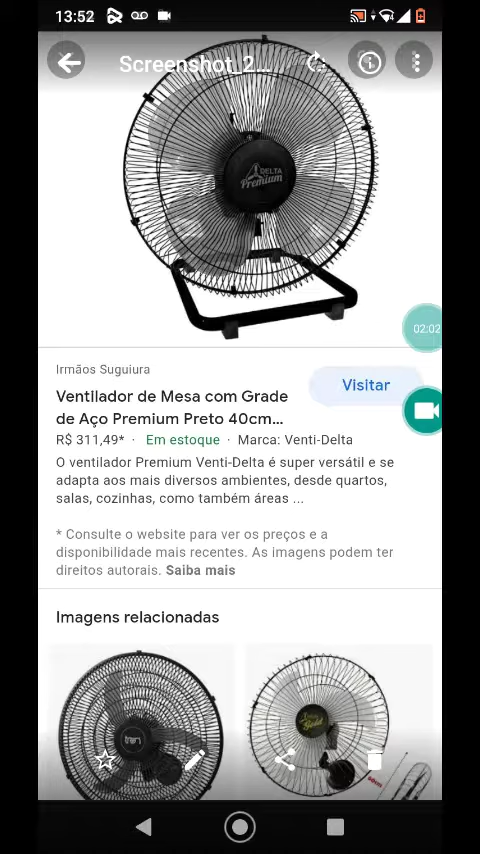 13:52
Screenshot_2...
DELTA
Premium
02:02
Irmãos Suguiura
Ventilador de Mesa com Grade
de Aço Premium Preto 40cm...
Visitar
R$ 311,49* · Em estoque · Marca: Venti-Delta
O ventilador Premium Venti-Delta é super versátil e se
adapta aos mais diversos ambientes, desde quartos,
salas, cozinhas, como também áreas ...
* Consulte o website para ver os preços e a
disponibilidade mais recentes. As imagens podem ter
direitos autorais. Saiba mais
Imagens relacionadas